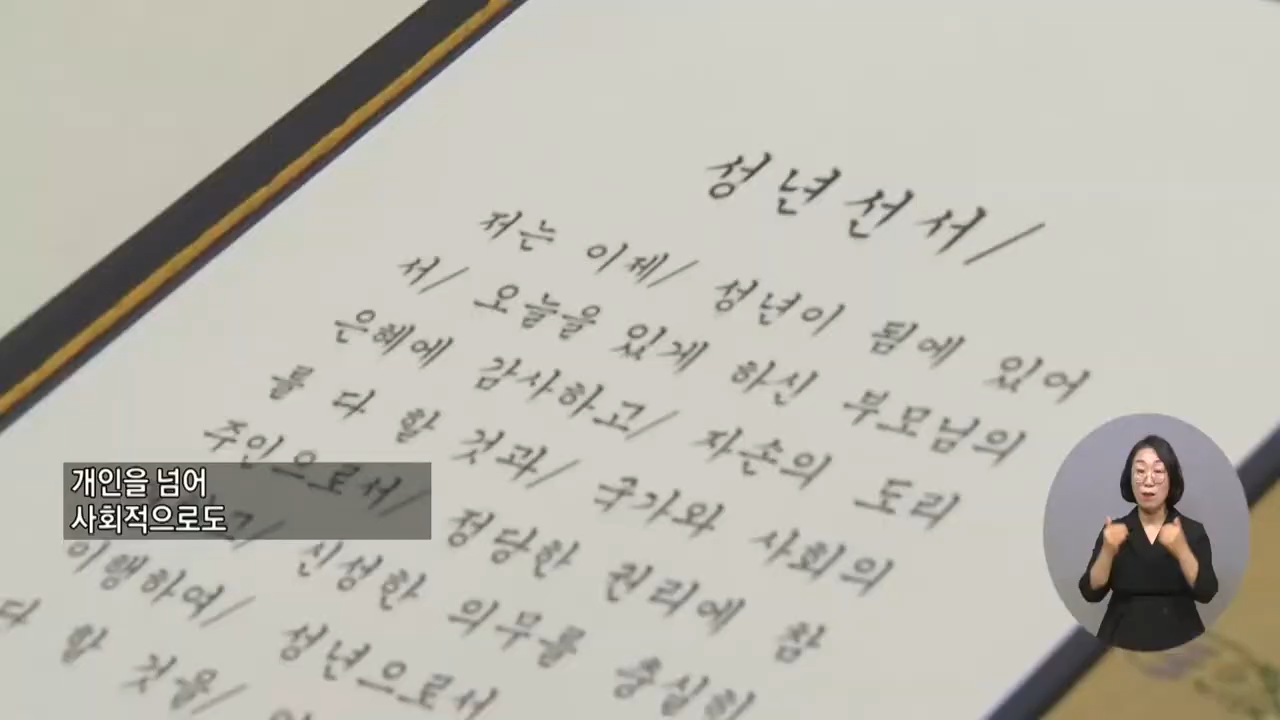 성년선서/
저는 이제/ 성년이 됨에 있어
서/ 오늘을 있게 하신 부모님의
은혜에 감사하고/ 자손의 도리
를 다 할 것과/ 국가와 사회의
주인으로서/ 정당한 권리에 참
신성한 의무를 충실히
이행하여/ 성년으로서
다 할 것을/
개인을 넘어
사회적으로도